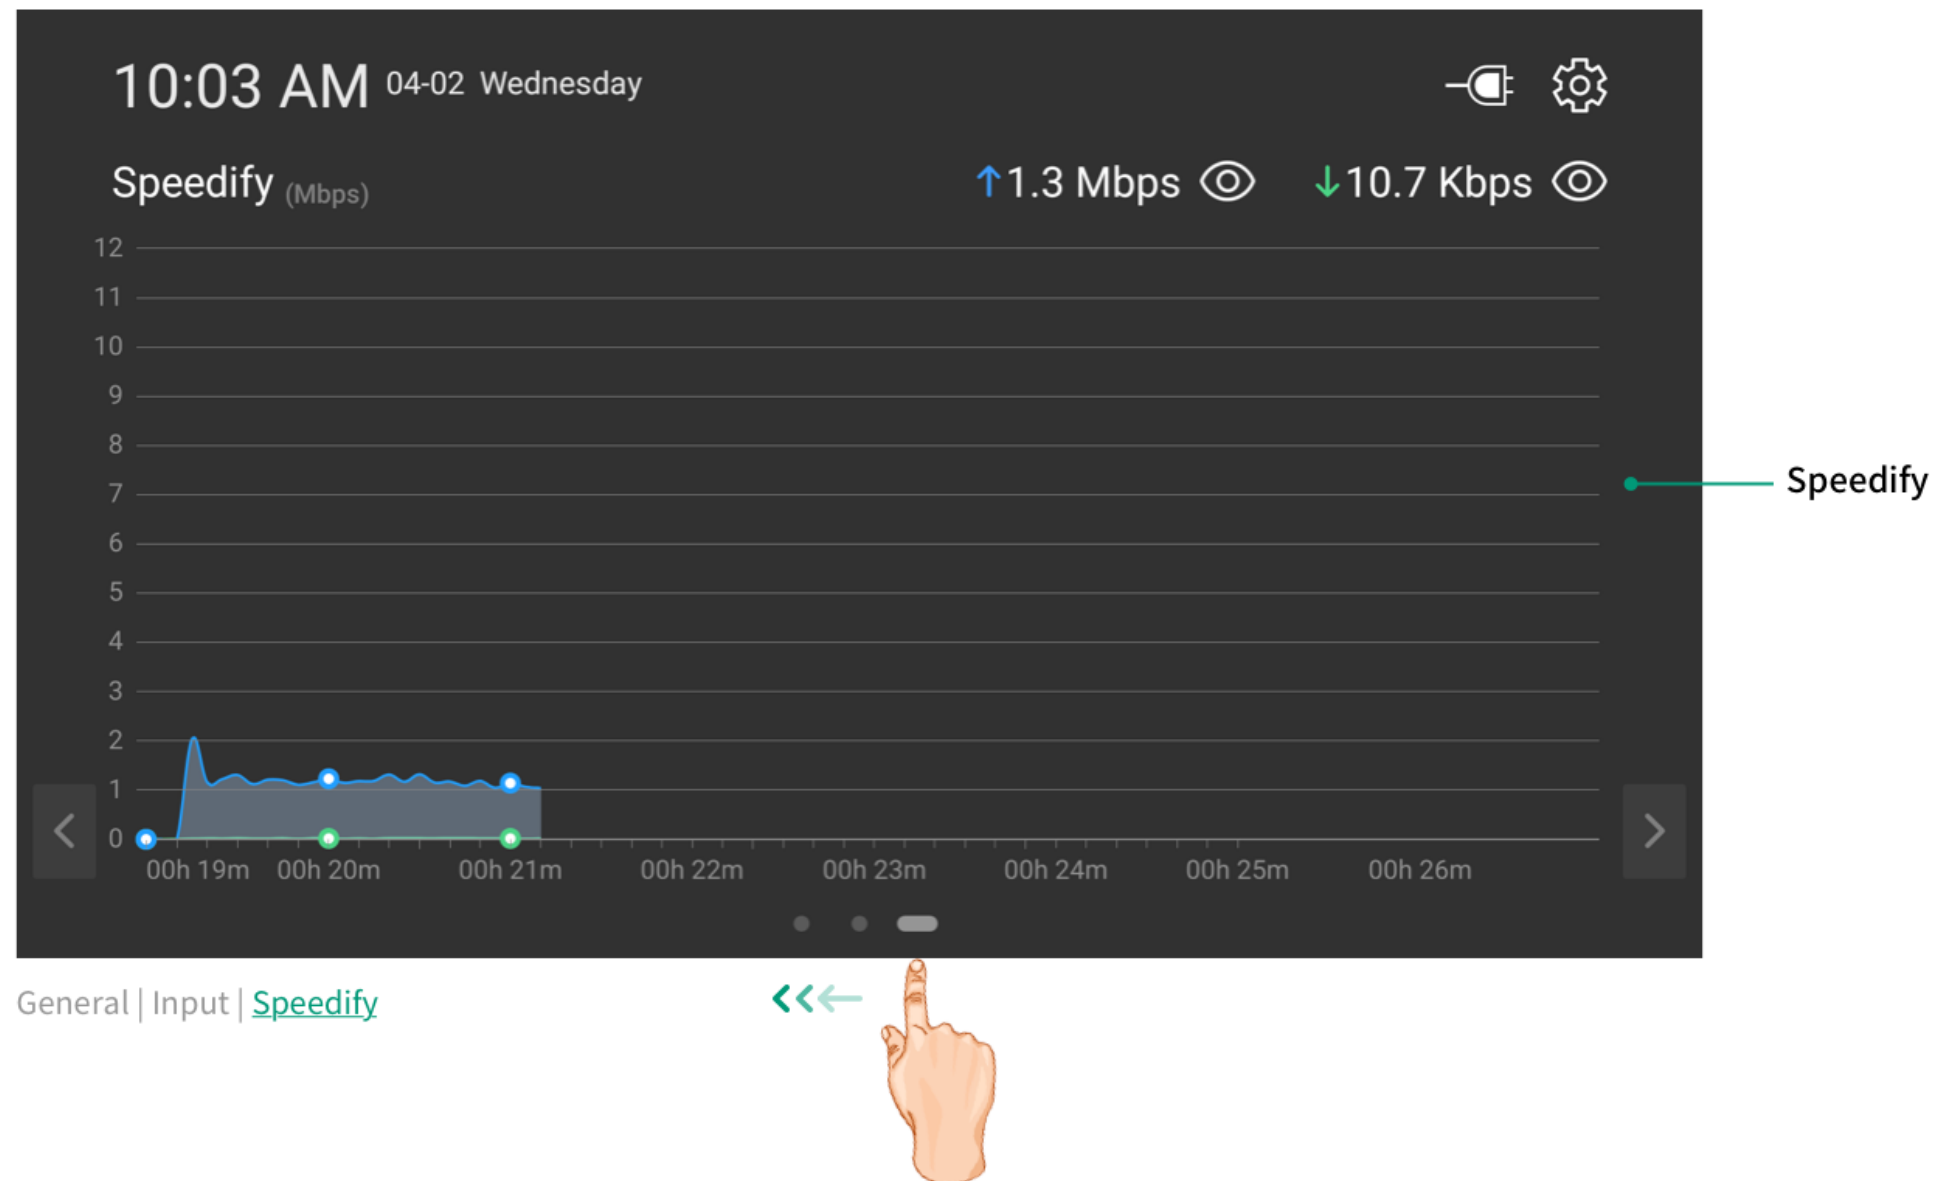 10:03 AM 04-02 Wednesday
Speedify (Mbps) ↑1.3 Mbps ↓10.7 Kbps
12
11
10
9
8
7
6
5
4
3
2
1
0
00h 19m 00h 20m 00h 21m 00h 22m 00h 23m 00h 24m 00h 25m 00h 26m
Speedify
General | Input | Speedify